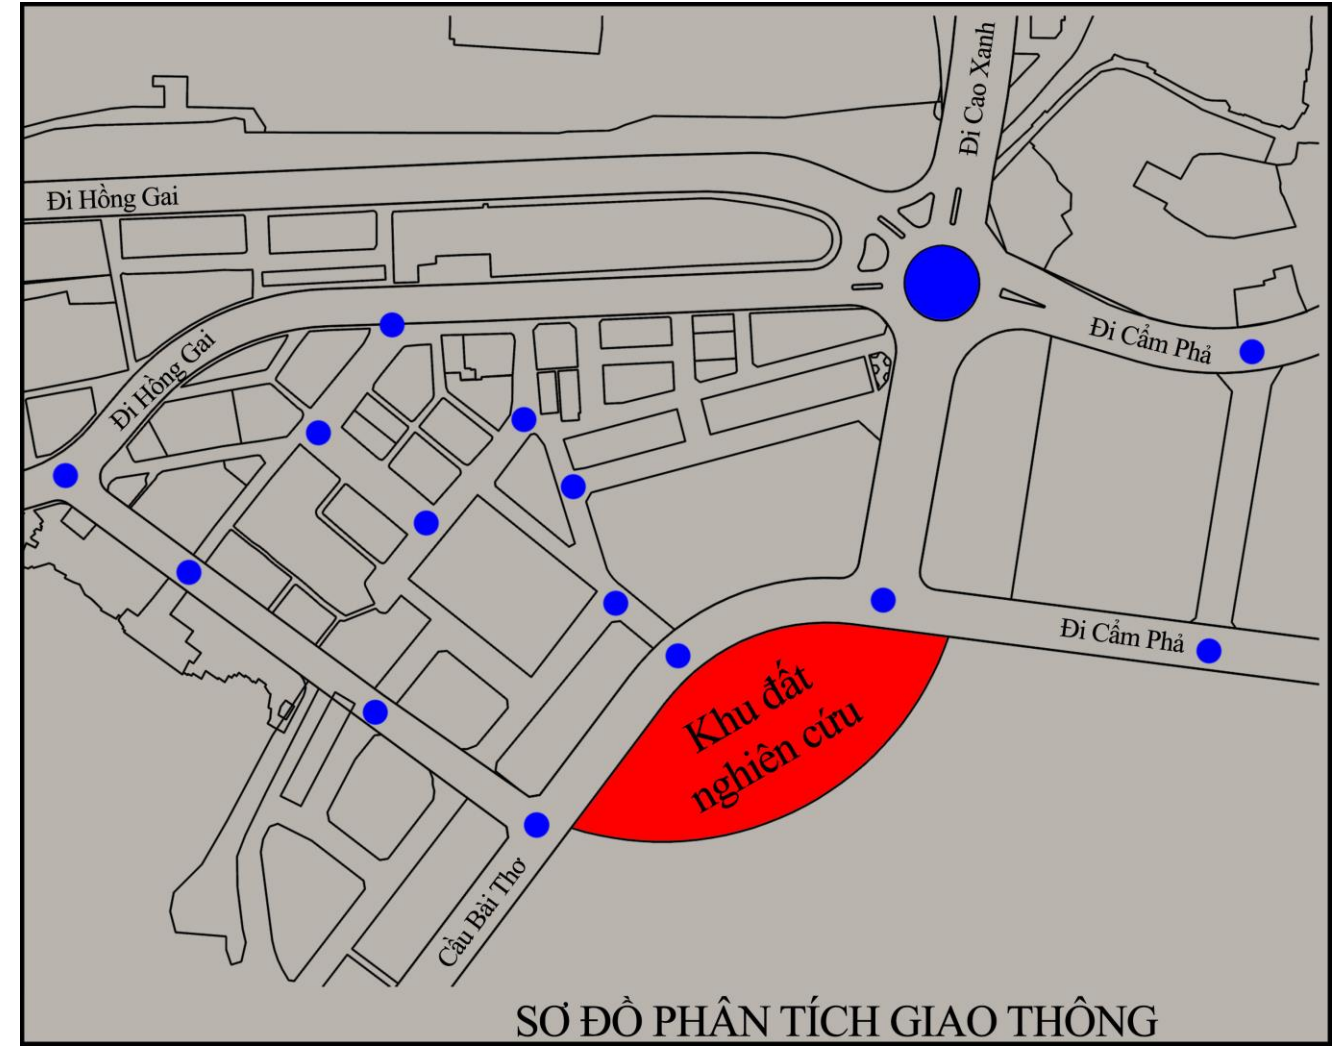 Đi Cao Xanh
Đi Hồng Gai
Đi Cẩm Phả
Đi Hồng Gai
Đi Cẩm Phả
Khu đất
nghiên cứu
Cầu Bài Thơ
SƠ ĐỒ PHÂN TÍCH GIAO THÔNG